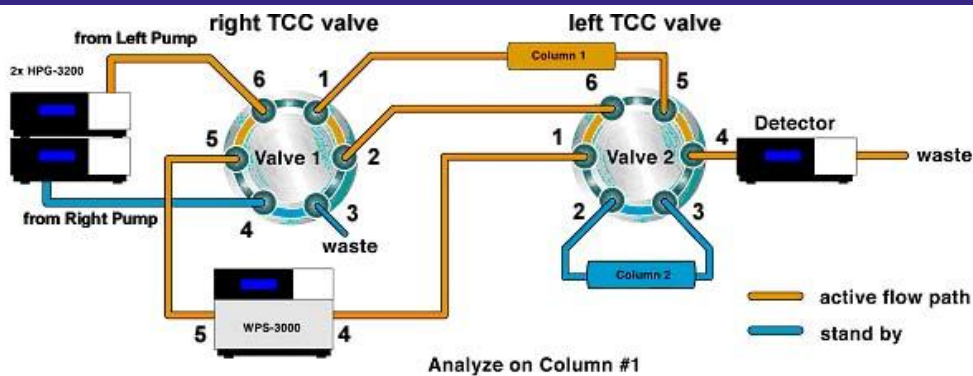 right TCC valve
left TCC valve
from Left Pump
2x HPG-3200
6
1
Column 1
6
5
5
Valve 1
2
1
Valve 2
4
Detector
waste
from Right Pump
4
3
waste
2
3
Column 2
5
WPS-3000
4
active flow path
stand by
Analyze on Column #1